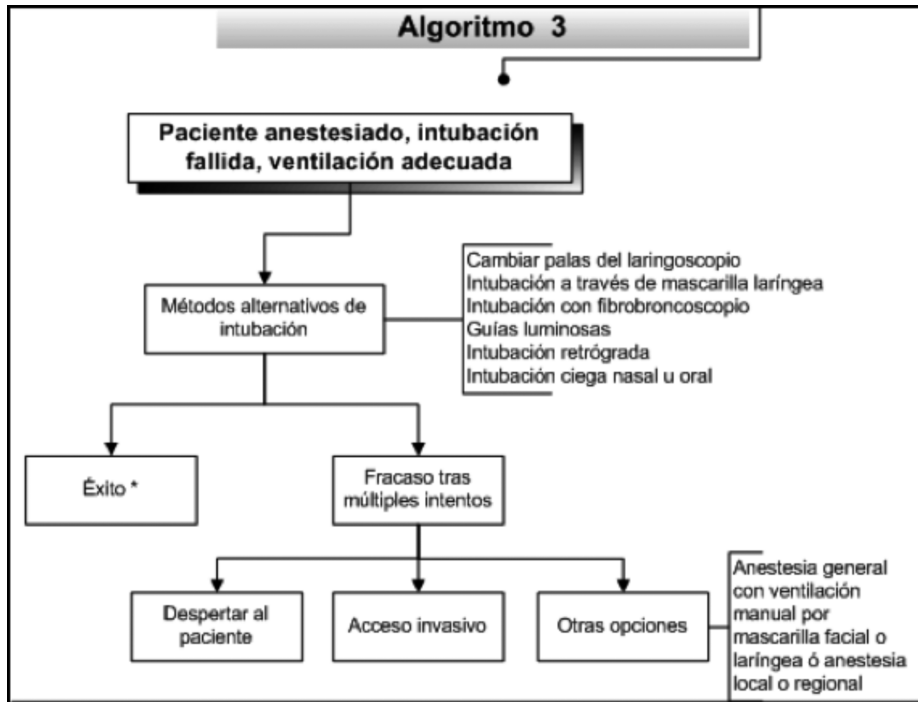 Algoritmo 3
Paciente anestesiado, intubación
fallida, ventilación adecuada
Métodos alternativos de
intubación
Cambiar palas del laringoscopio
Intubación a través de mascarilla laríngea
Intubación con fibrobroncoscopio
Guías luminosas
Intubación retrógrada
Intubación ciega nasal u oral
Éxito *
Fracaso tras
múltiples intentos
Despertar al
paciente
Acceso invasivo
Otras opciones
Anestesia general
con ventilación
manual por
mascarilla facial o
laríngea ó anestesia
local o regional